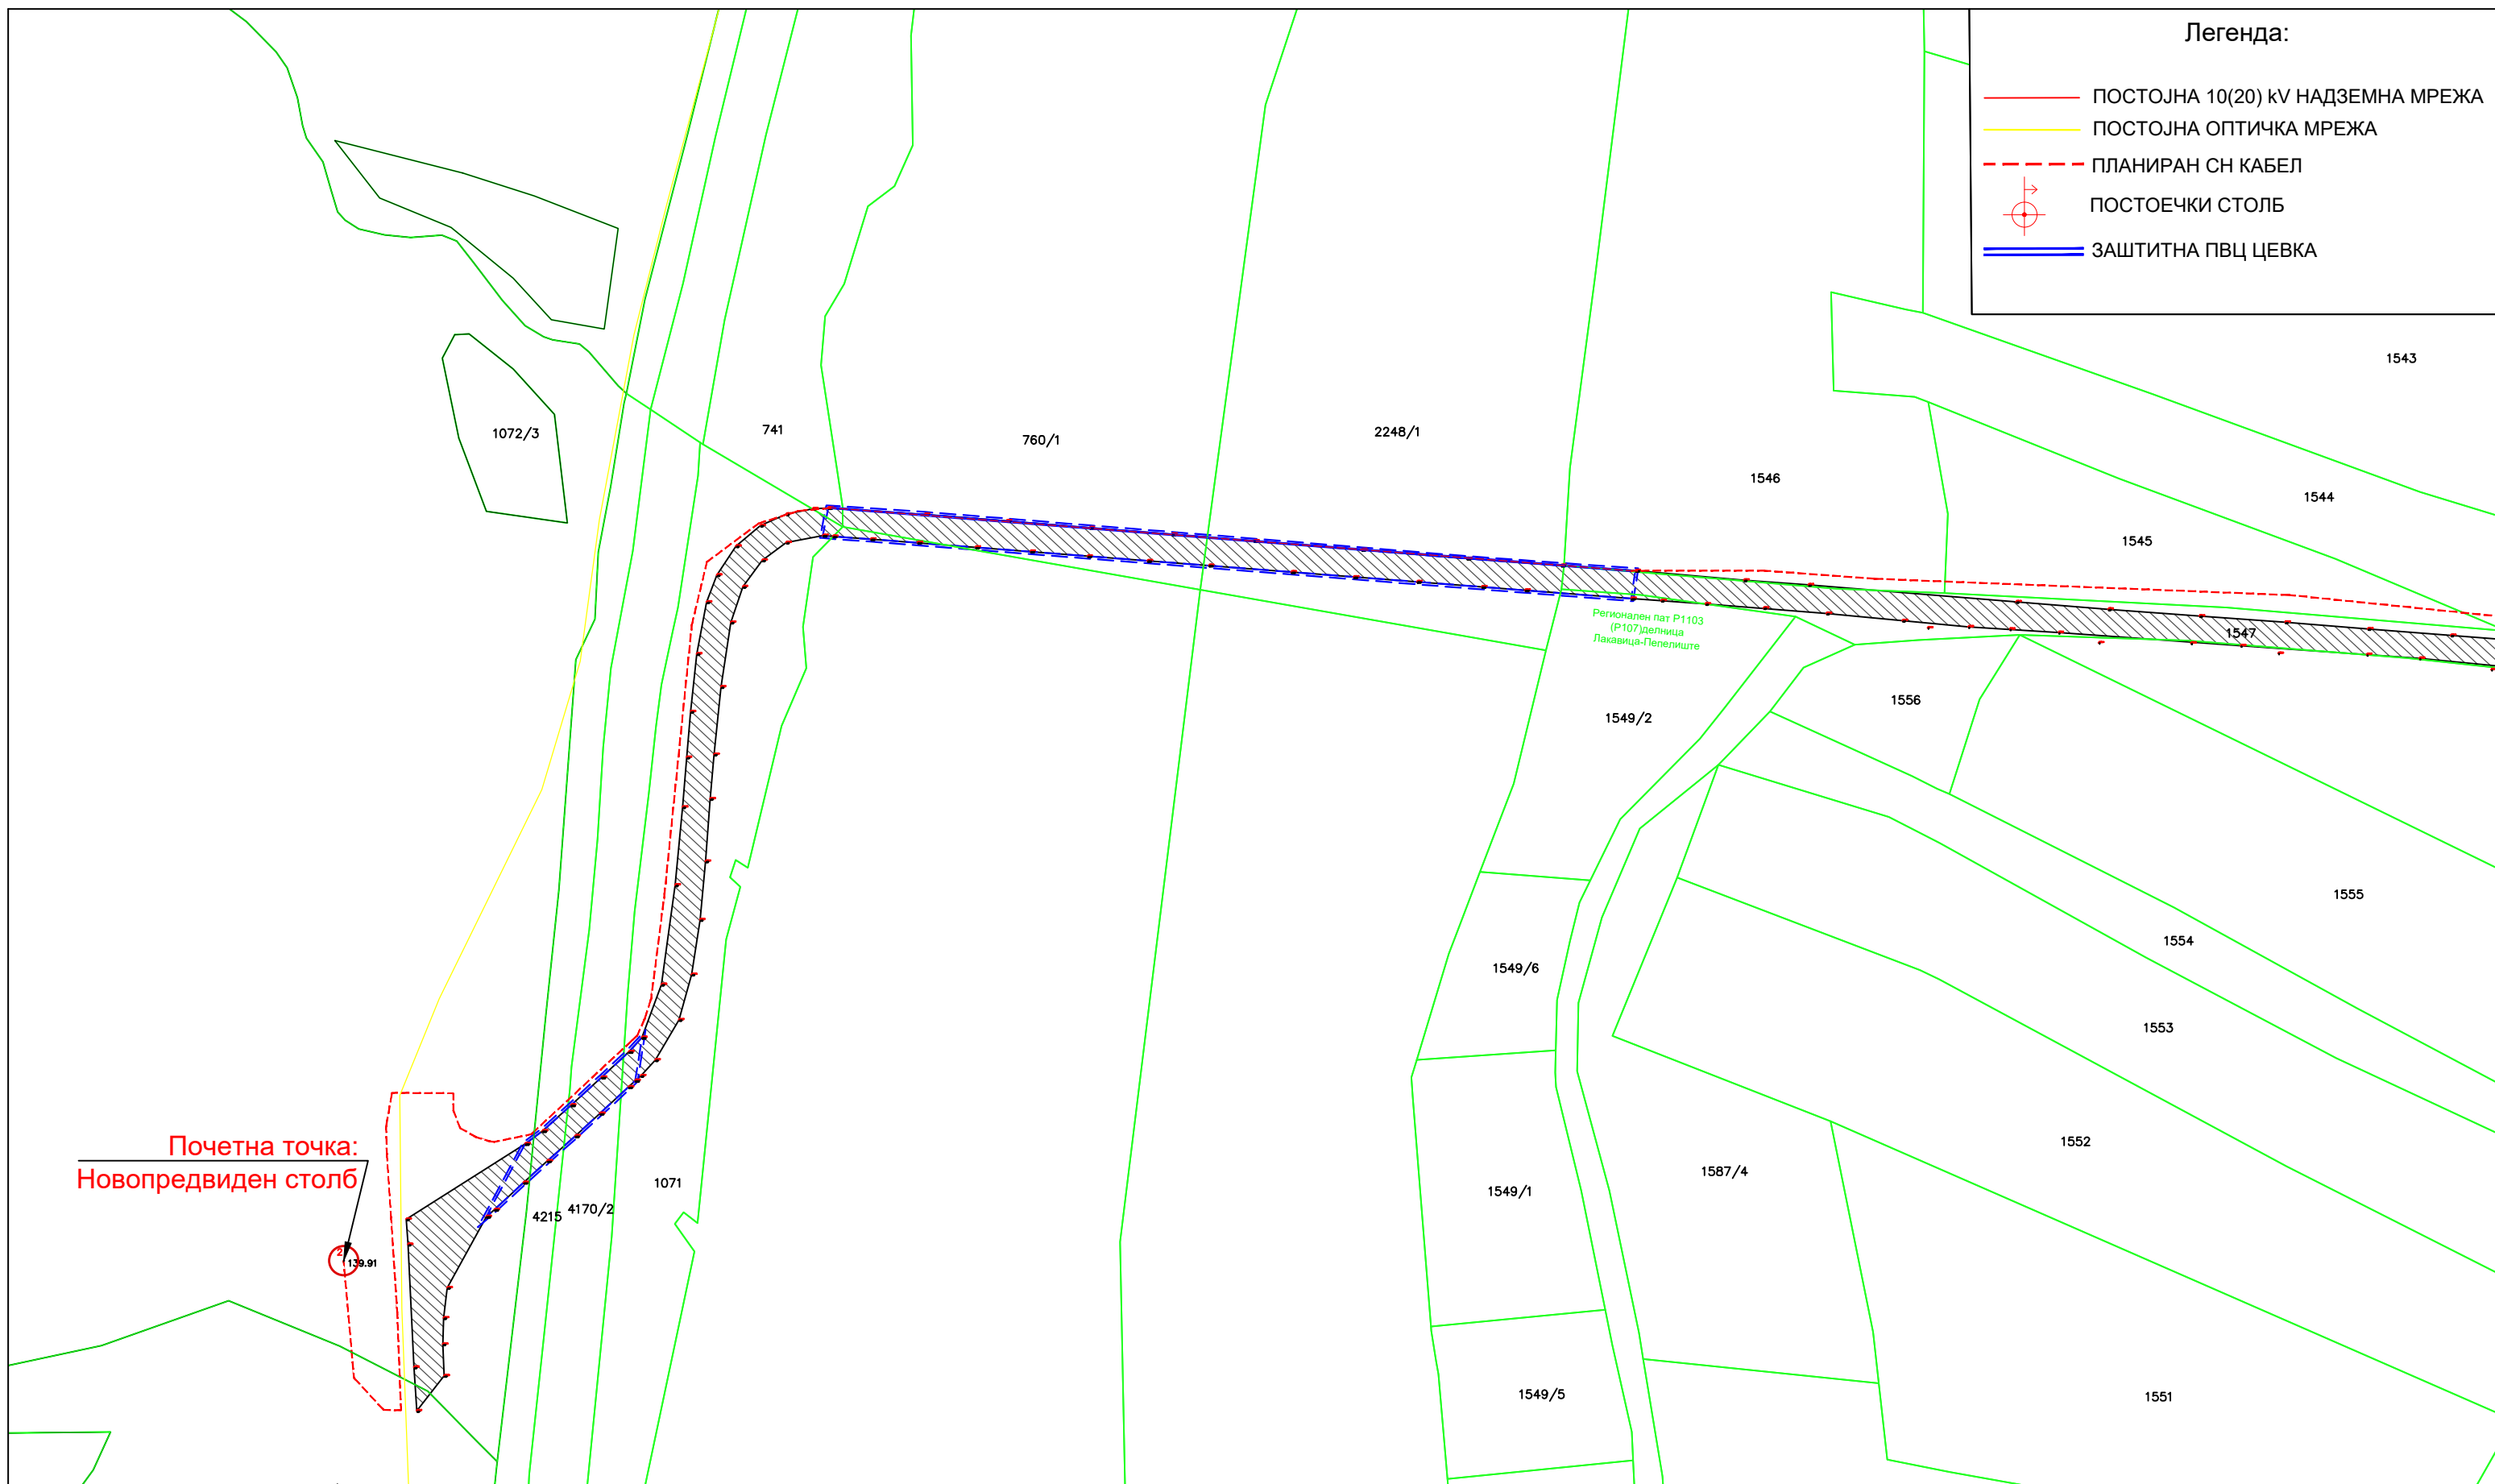 Легенда:
ПОСТОЈНА 10(20) kV НАДЗЕМНА МРЕЖА
ПОСТОЈНА ОПТИЧКА МРЕЖА
ПЛАНИРАН СН КАБЕЛ
ПОСТОЕЧКИ СТОЛБ
ЗАШТИТНА ПВЦ ЦЕВКА
1543
1072/3
741
760/1
2248/1
1546
1544
1545
Регионален пат Р1103
(Р107)делница
Лакавица-Пепелиште
1547
1549/2
1556
1555
1554
1549/6
1553
Почетна точка:
Новопредвиден столб
1552
1071
1549/1
1587/4
4215
4170/2
2
139.91
1549/5
1551